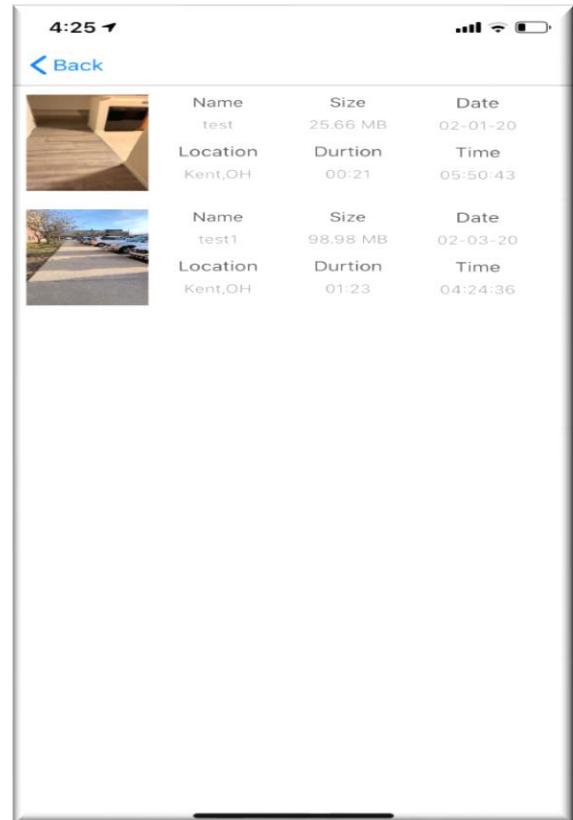 4:25
Back
Name Size Date
test 25.66 MB 02-01-20
Location Durtion Time
Kent,OH 00:21 05:50:43
Name Size Date
test1 98.98 MB 02-03-20
Location Durtion Time
Kent,OH 01:23 04:24:36